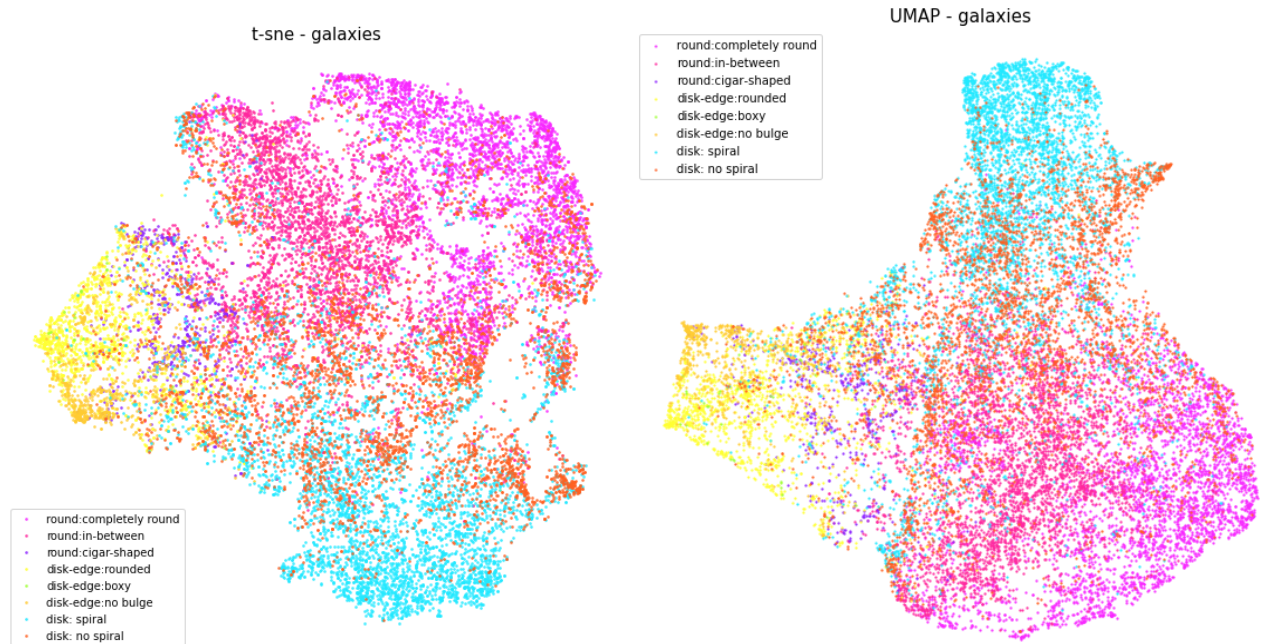 t-sne - galaxies
round:completely round
round:in-between
round:cigar-shaped
disk-edge:rounded
disk-edge:boxy
disk-edge:no bulge
disk: spiral
disk: no spiral
UMAP - galaxies
round:completely round
round:in-between
round:cigar-shaped
disk-edge:rounded
disk-edge:boxy
disk-edge:no bulge
disk: spiral
disk: no spiral